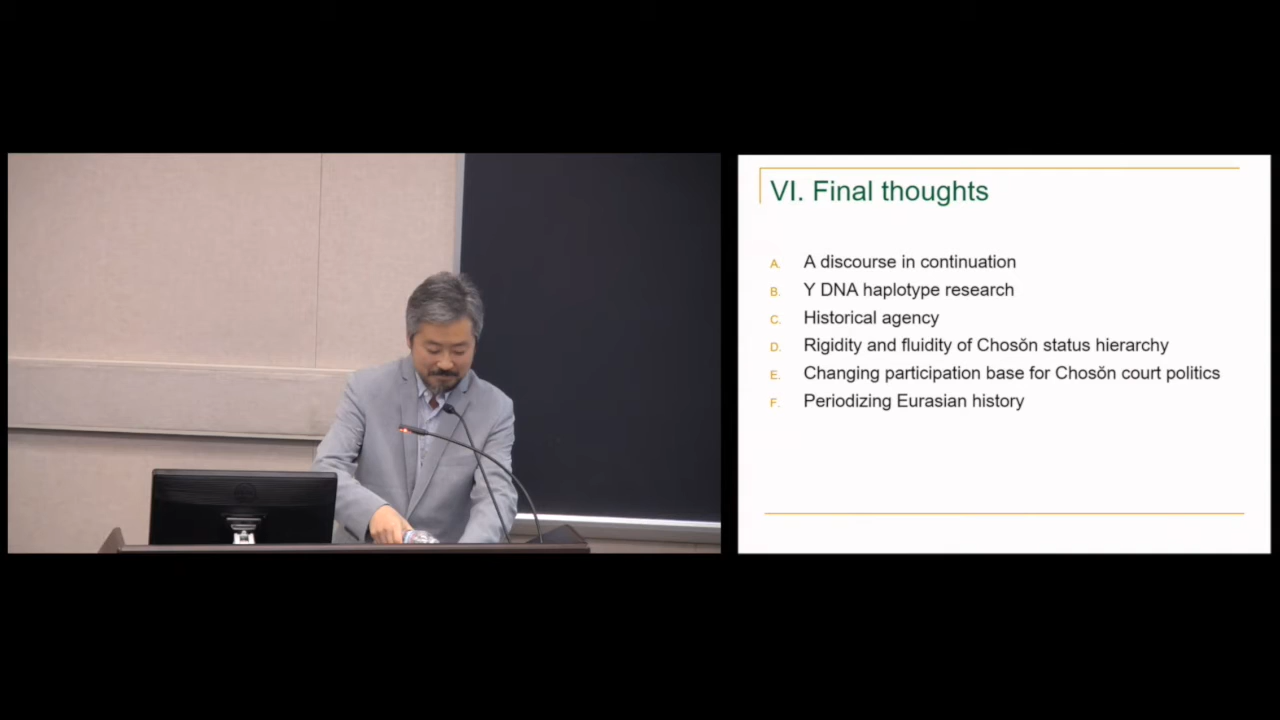 VI. Final thoughts
A. A discourse in continuation
B. Y DNA haplotype research
C. Historical agency
D. Rigidity and fluidity of Chosŏn status hierarchy
E. Changing participation base for Chosŏn court politics
F. Periodizing Eurasian history